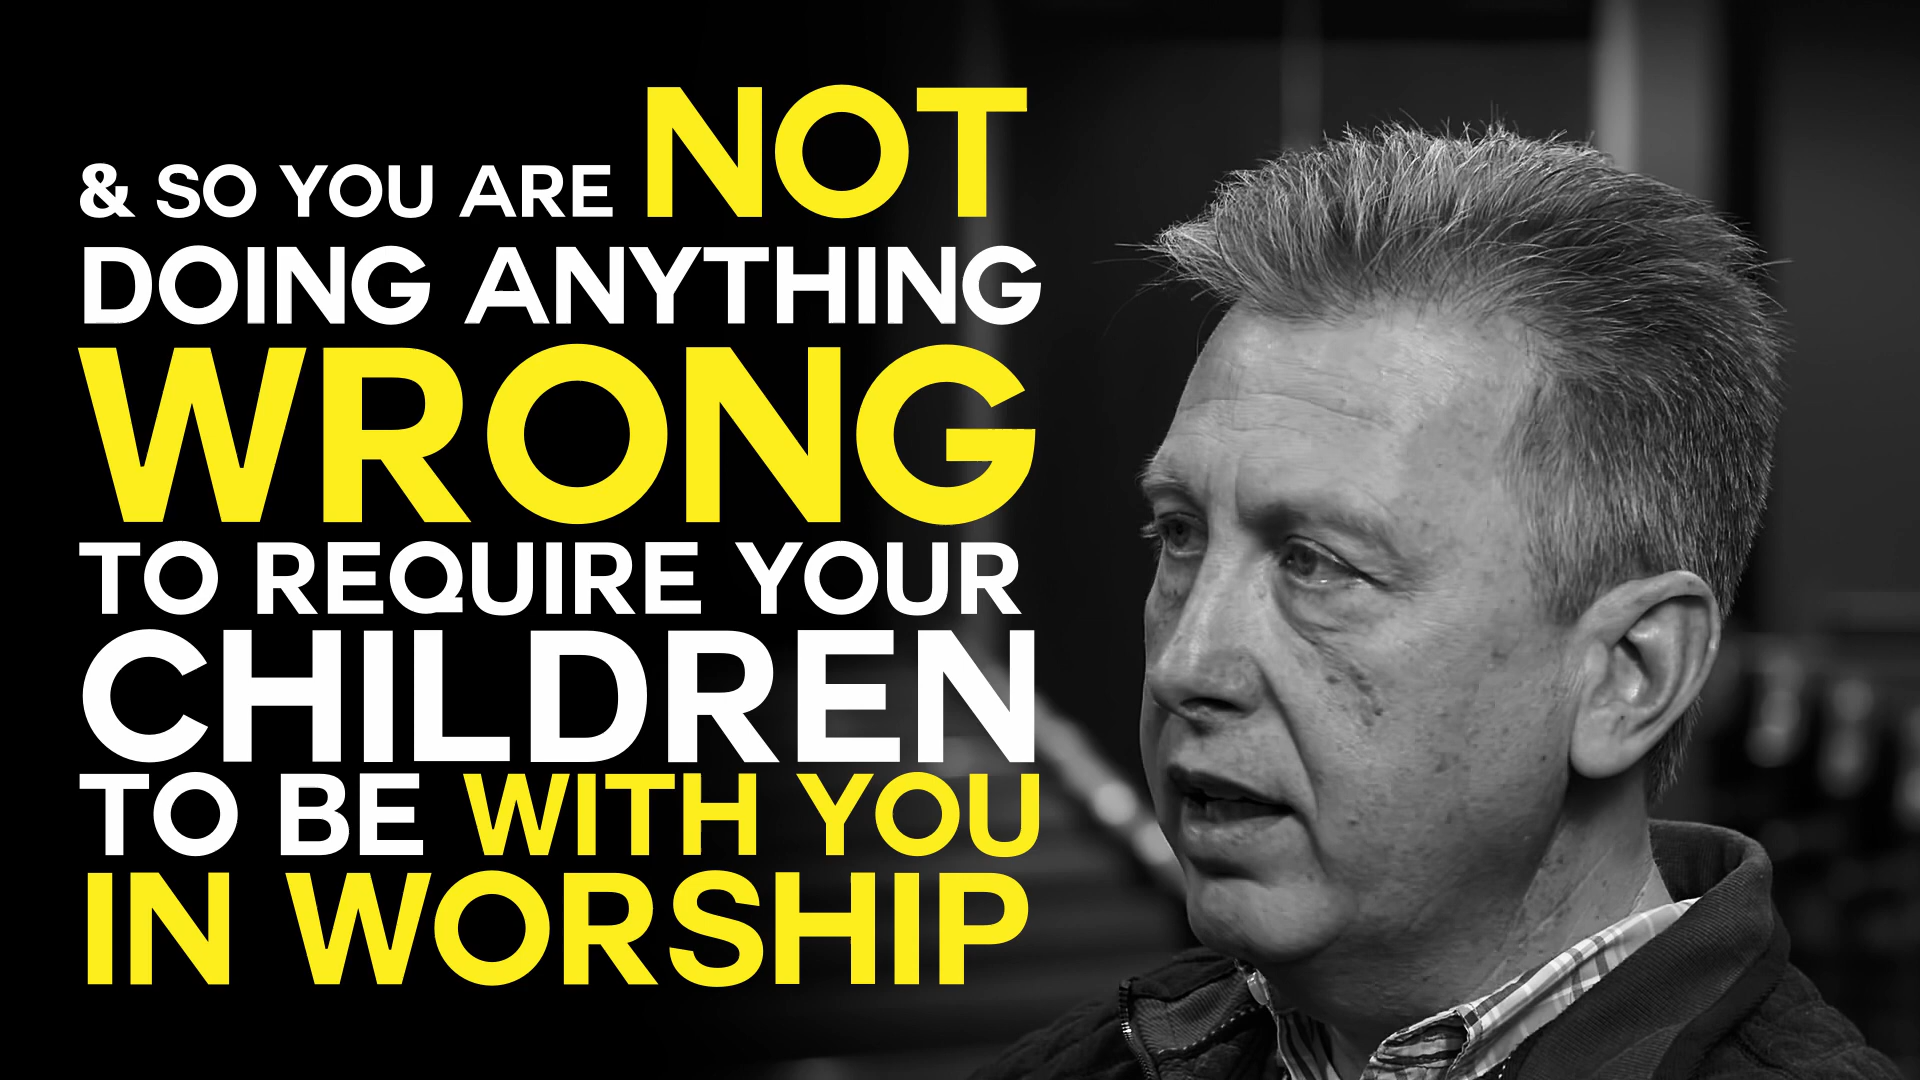 & SO YOU ARE NOT
DOING ANYTHING
WRONG
TO REQUIRE YOUR
CHILDREN
TO BE WITH YOU
IN WORSHIP